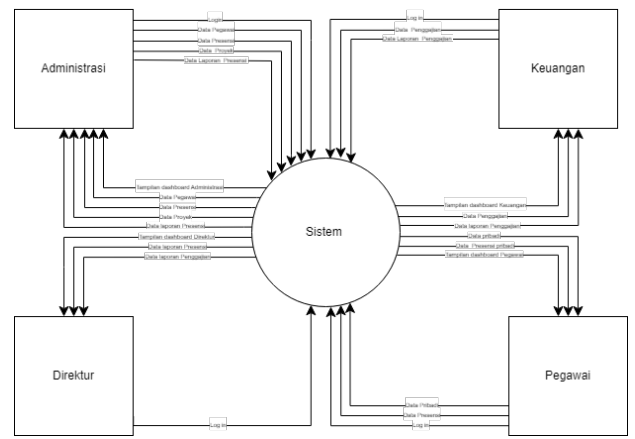 Administrasi
Login
Data Pegawai
Data Presensi
Data Proyek
Data Laporan Presensi
Log in
Data Penggajian
Data Laporan Penggajian
Keuangan
Tampilan dashboard Administrasi
Data Pegawai
Data Presensi
Data Proyek
Data laporan Presensi
Tampilan dashboard Direktur
Data laporan Presensi
Data laporan Penggajian
Sistem
Tampilan dashboard Keuangan
Data Penggajian
Data laporan Penggajian
Data pribadi
Data Presensi pribadi
Tampilan dashboard Pegawai
Direktur
Log in
Data Pribadi
Data Presensi
Log in
Pegawai